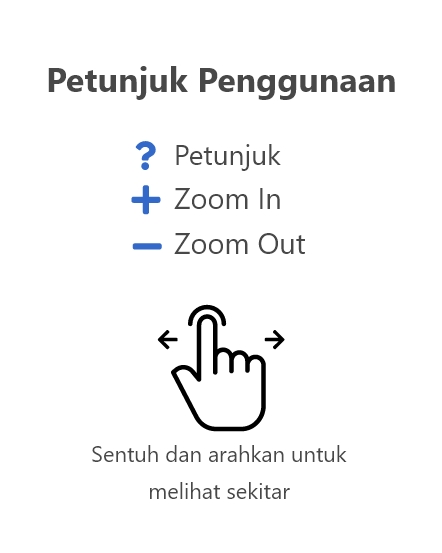 Petunjuk Penggunaan
? Petunjuk
+ Zoom In
− Zoom Out
Sentuh dan arahkan untuk
melihat sekitar